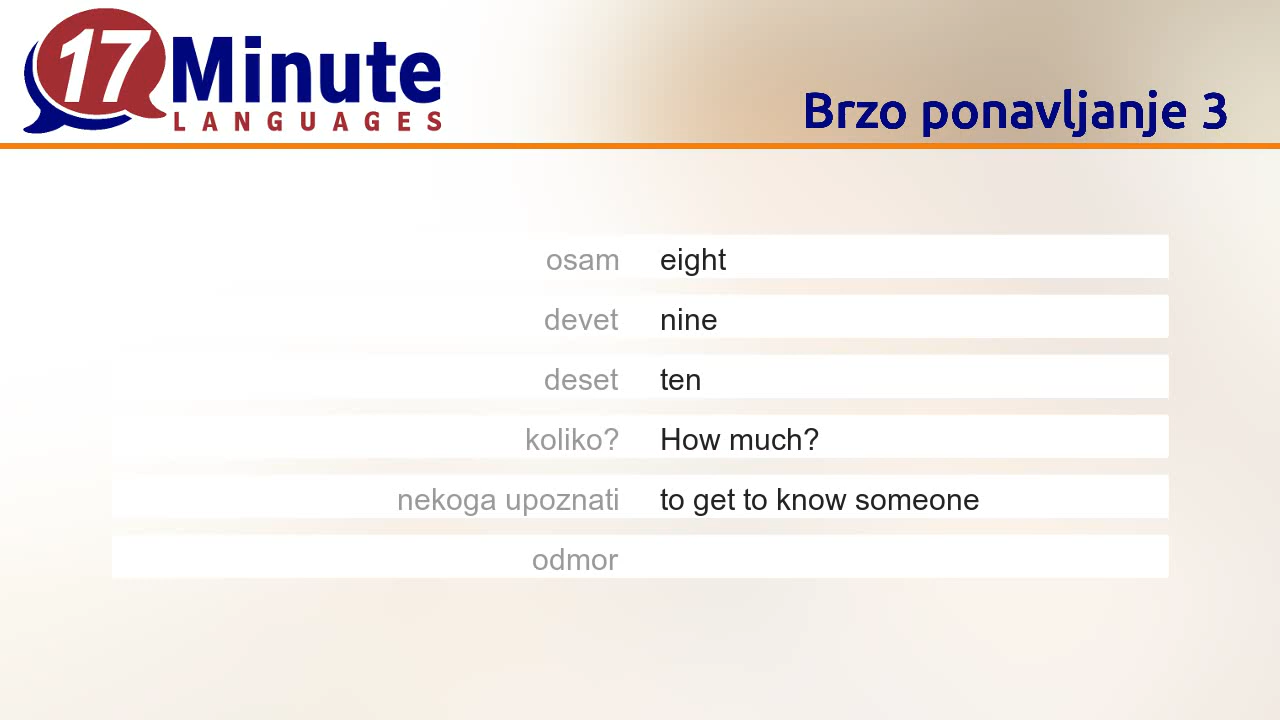 17 Minute
LANGUAGES
Brzo ponavljanje 3
osam eight
devet nine
deset ten
koliko? How much?
nekoga upoznati to get to know someone
odmor